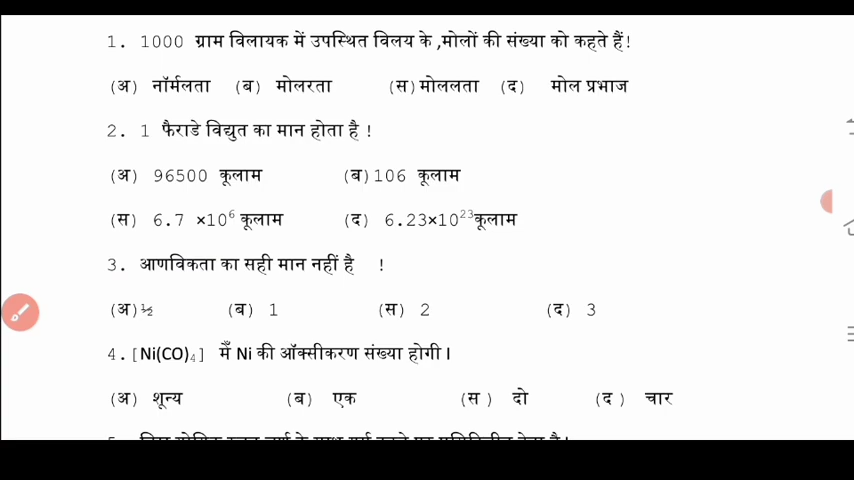 1. 1000 ग्राम विलायक में उपस्थित विलय के ,मोलों की संख्या को कहते हैं!
(अ) नॉर्मलता (ब) मोलरता (स)मोललता (द) मोल प्रभाज
2. 1 फैराडे विद्युत का मान होता है !
(अ) 96500 कूलाम (ब)106 कूलाम
(स) 6.7 ×10⁶ कूलाम (द) 6.23×10²³कूलाम
3. आणविकता का सही मान नहीं है !
(अ)½ (ब) 1 (स) 2 (द) 3
4.[Ni(CO)₄] मेँ Ni की ऑक्सीकरण संख्या होगी।
(अ) शून्य (ब) एक (स ) दो (द ) चार